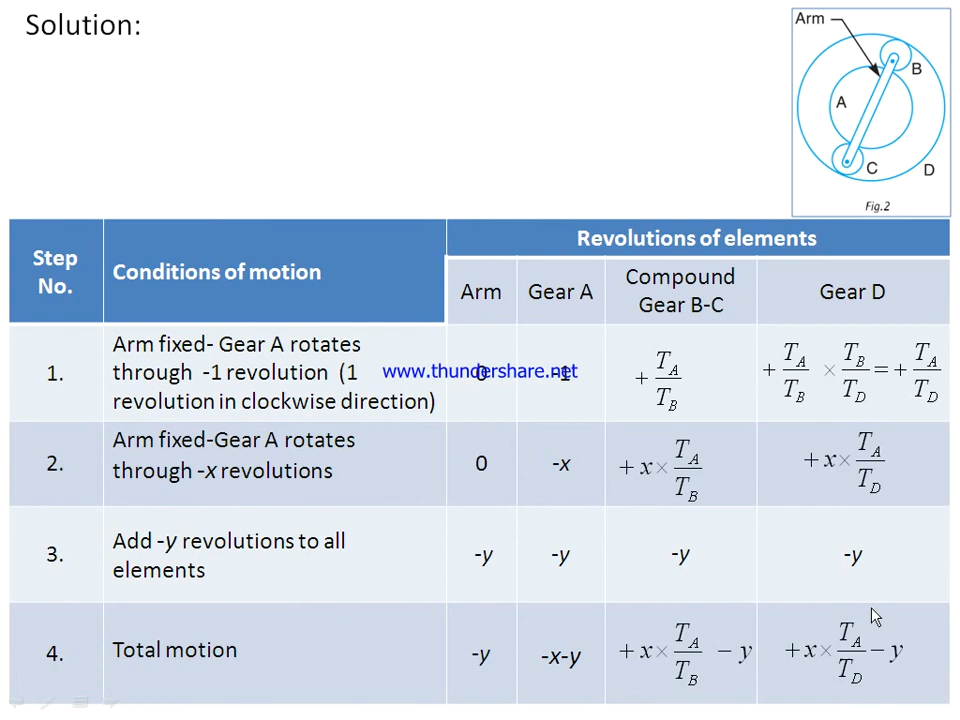 Solution:
Arm
B
A
C
D
Fig.2
Step No.
Conditions of motion
Revolutions of elements
Arm
Gear A
Compound Gear B-C
Gear D
1.
Arm fixed- Gear A rotates
through -1 revolution (1
revolution in clockwise direction)
0
-1
+ T_A / T_B
+ T_A / T_B × T_B / T_D = + T_A / T_D
www.thundershare.net
2.
Arm fixed-Gear A rotates
through -x revolutions
0
-x
+ x × T_A / T_B
+ x × T_A / T_D
3.
Add -y revolutions to all
elements
-y
-y
-y
-y
4.
Total motion
-y
-x-y
+ x × T_A / T_B - y
+ x × T_A / T_D - y